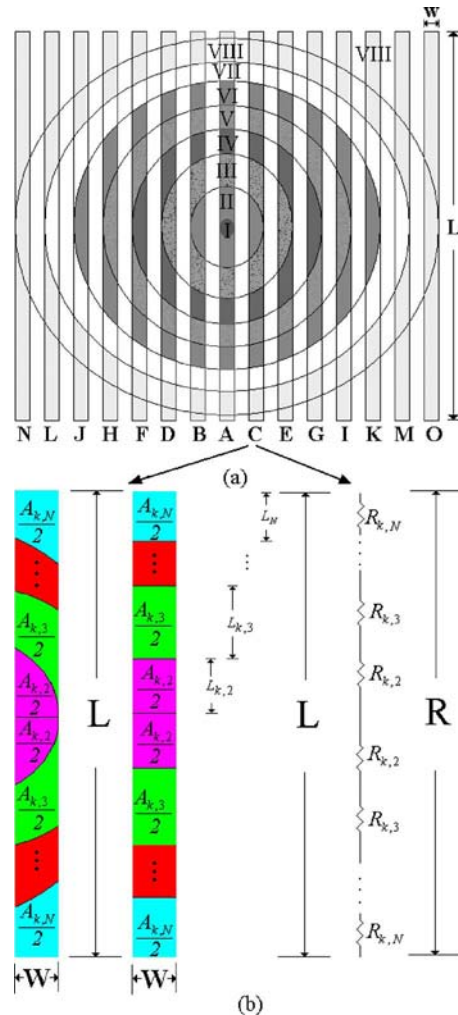 W
VIII VIII
VII
VI
V
IV
III
II
I
L
N L J H F D B A C E G I K M O
(a)
A_{k,N}/2 A_{k,N}/2 L_N R_{k,N}
⋮ ⋮ ⋮ ⋮
A_{k,3}/2 A_{k,3}/2 L_{k,3} R_{k,3}
A_{k,2}/2 A_{k,2}/2 L_{k,2} R_{k,2}
L L R
A_{k,2}/2 A_{k,2}/2 R_{k,2}
A_{k,3}/2 A_{k,3}/2 R_{k,3}
⋮ ⋮ ⋮
A_{k,N}/2 A_{k,N}/2 R_{k,N}
W W
(b)